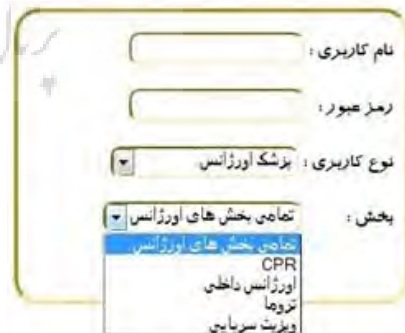 نام کاربری :
رمز عبور :
نوع کاربری : پزشک اورژانس
بخش : تمامی بخش های اورژانس
تمامی بخش های اورژانس
CPR
اورژانس داخلی
تروما
ویزیت سرپایی